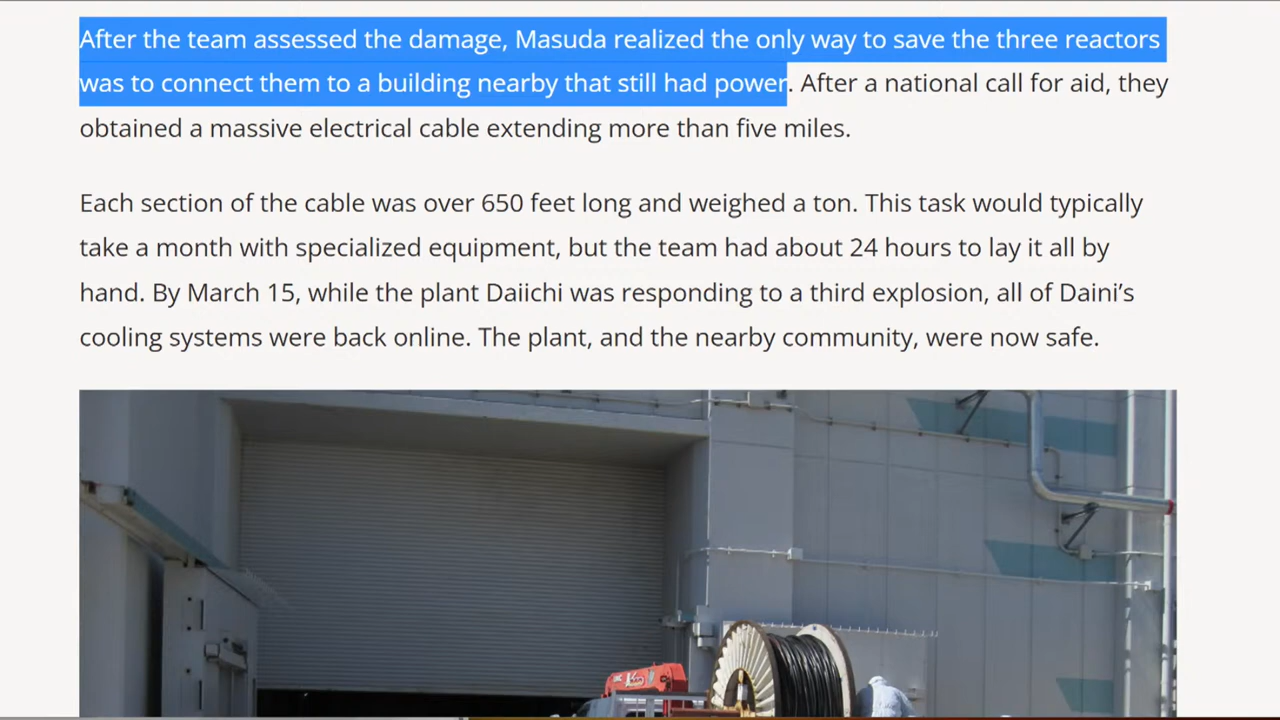 After the team assessed the damage, Masuda realized the only way to save the three reactors
was to connect them to a building nearby that still had power. After a national call for aid, they
obtained a massive electrical cable extending more than five miles.
Each section of the cable was over 650 feet long and weighed a ton. This task would typically
take a month with specialized equipment, but the team had about 24 hours to lay it all by
hand. By March 15, while the plant Daiichi was responding to a third explosion, all of Daini’s
cooling systems were back online. The plant, and the nearby community, were now safe.